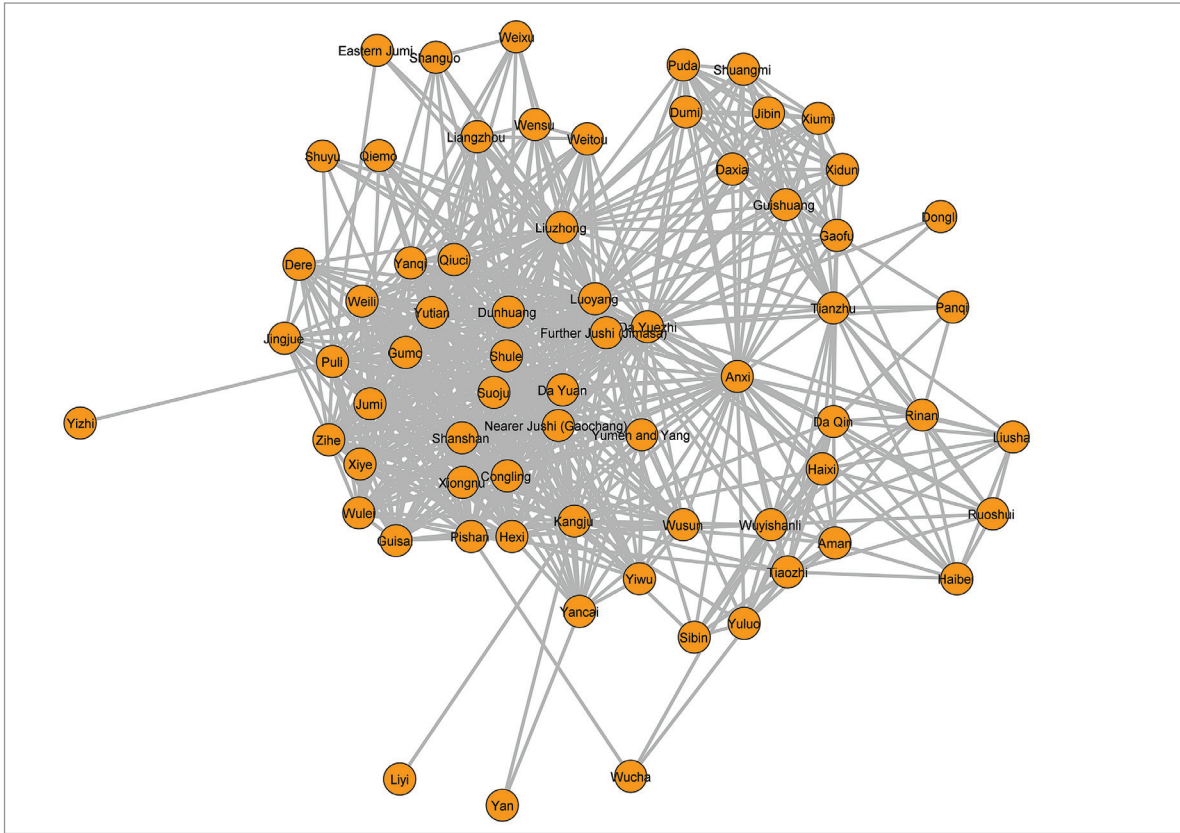 Weixu
Eastern Jumi
Shanguo
Puda
Shuangmi
Dumi
Jibin
Xiumi
Liangzhou
Wensu
Weitou
Shuyu
Qiemo
Daxia
Xidun
Guishuang
Dongli
Liuzhong
Gaofu
Dere
Yanqi
Qiuci
Weili
Luoyang
Yutian
Dunhuang
Tianzhu
Panqi
Da Yuezhi
Further Jushi (Jimasa)
Jingjue
Puli
Gumo
Shule
Anxi
Suoju
Da Yuan
Jumi
Yizhi
Nearer Jushi (Gaochang)
Yumen and Yang
Da Qin
Rinan
Liusha
Zihe
Shanshan
Xiye
Haixi
Xiongnu
Congling
Wulei
Kangju
Wusun
Wuyishanli
Ruoshui
Guisai
Pishan
Hexi
Aman
Tiaozhi
Haibei
Yiwu
Yancai
Sibin
Yuluo
Liyi
Yan
Wucha